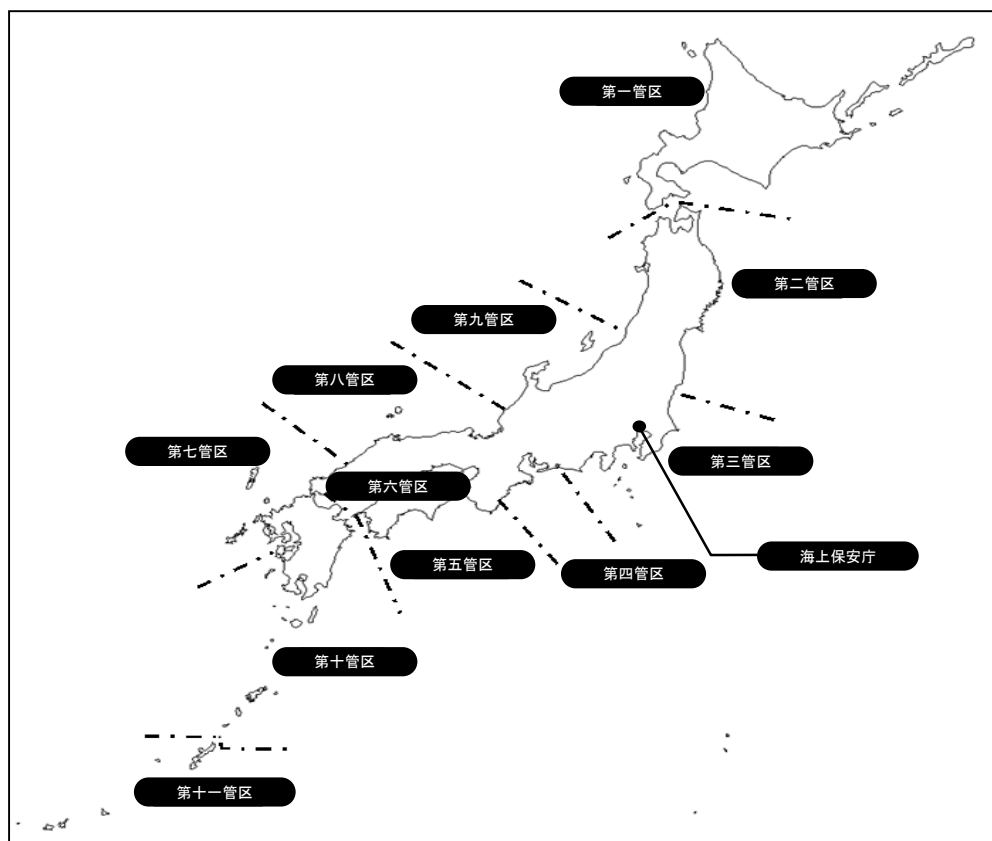 第一管区
第二管区
第九管区
第八管区
第七管区
第三管区
第六管区
海上保安庁
第五管区
第四管区
第十管区
第十一管区